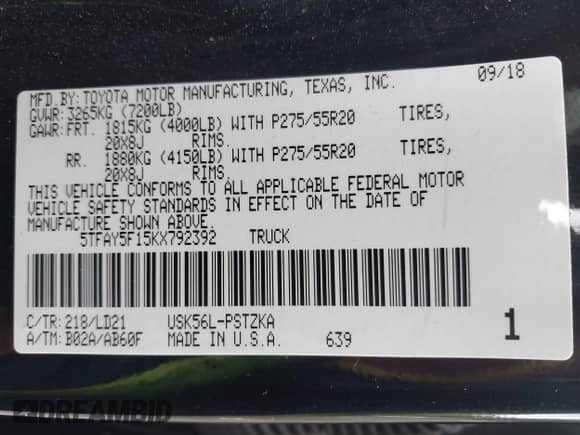 MFD.BY:TOYOTA MOTOR MANUFACTURING, TEXAS, INC. 09/18
GVWR:3265KG (7200LB)
GAWR:FRT. 1815KG (4000LB) WITH P275/55R20 TIRES,
20X8J RIMS.
RR. 1880KG (4150LB) WITH P275/55R20 TIRES,
20X8J RIMS.
THIS VEHICLE CONFORMS TO ALL APPLICABLE FEDERAL MOTOR
VEHICLE SAFETY STANDARDS IN EFFECT ON THE DATE OF
MANUFACTURE SHOWN ABOVE.
5TFAY5F15KX792392 TRUCK
C/TR:218/LD21 USK56L-PSTZKA
A/TM:B02A/AB60F MADE IN U.S.A. 639 1
DREAMBID